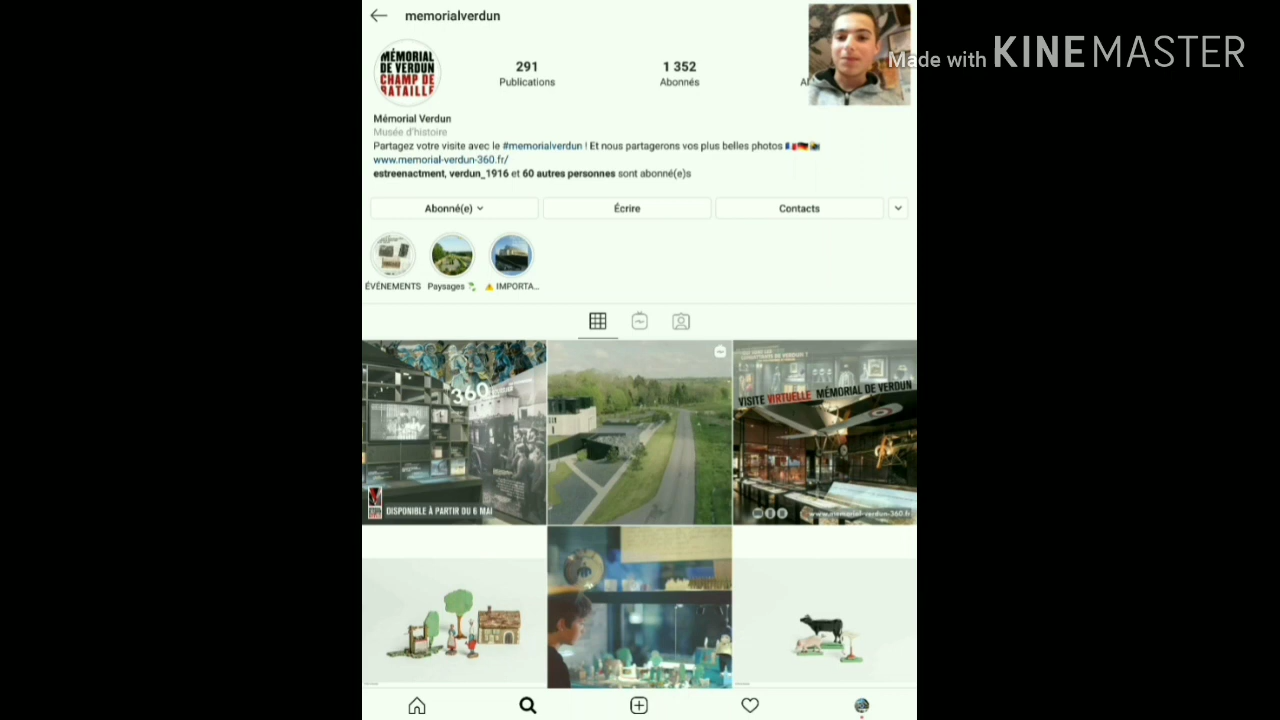 memorialverdun
Made with KINEMASTER
MÉMORIAL
DE VERDUN
CHAMP DE
BATAILLE
291
Publications
1 352
Abonnés
Mémorial Verdun
Musée d'histoire
Partagez votre visite avec le #memorialverdun ! Et nous partagerons vos plus belles photos 🇫🇷🇩🇪📸
www.memorial-verdun-360.fr/
estreenactment, verdun_1916 et 60 autres personnes sont abonné(e)s
Abonné(e)
Écrire
Contacts
ÉVÉNEMENTS
Paysages
⚠️ IMPORTA...
360
DISPONIBLE À PARTIR DU 6 MAI
VISITE VIRTUELLE MÉMORIAL DE VERDUN
www.memorial-verdun-360.fr